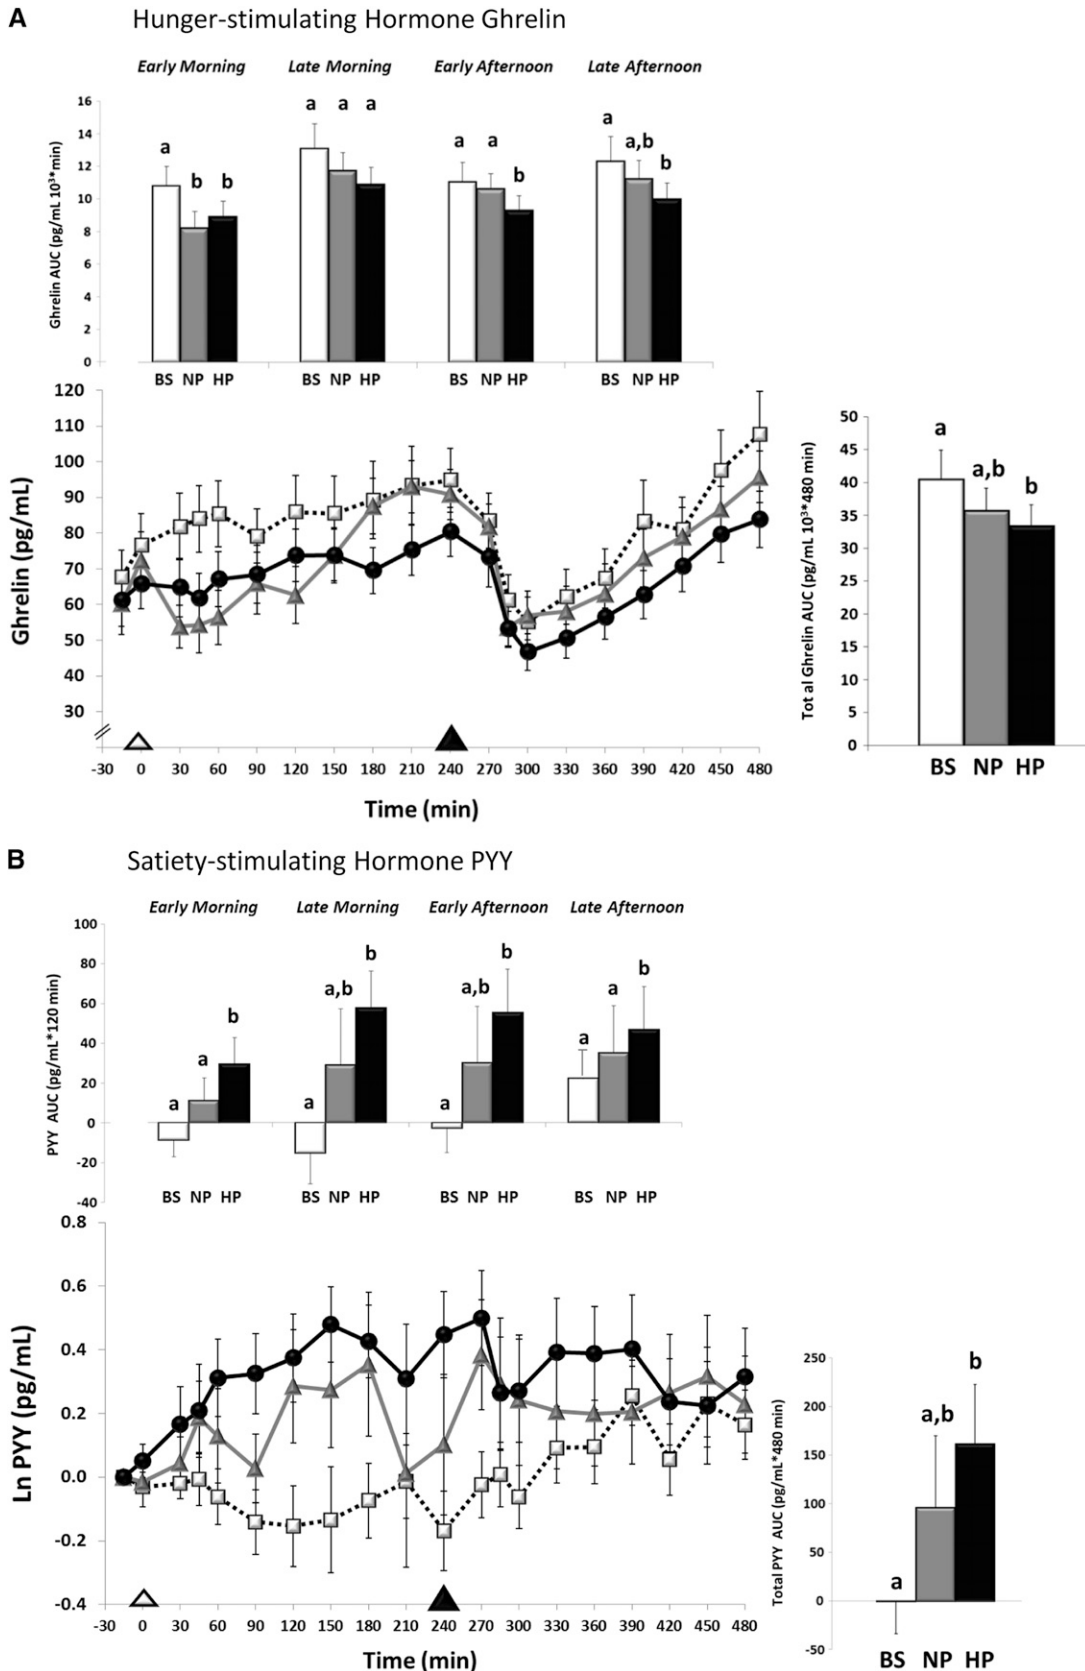 A
Hunger-stimulating Hormone Ghrelin
Early Morning Late Morning Early Afternoon Late Afternoon
Ghrelin AUC (pg/mL 10³*min)
16
14
12
10
8
6
4
2
0
a b b
a a a
a a b
a a,b b
BS NP HP BS NP HP BS NP HP BS NP HP
Ghrelin (pg/mL)
120
110
100
90
80
70
60
50
40
30
-30 0 30 60 90 120 150 180 210 240 270 300 330 360 390 420 450 480
Time (min)
Tot al Ghrelin AUC (pg/mL 10³*480 min)
50
45
40
35
30
25
20
15
10
5
0
a a,b b
BS NP HP
B
Satiety-stimulating Hormone PYY
Early Morning Late Morning Early Afternoon Late Afternoon
PYY AUC (pg/mL*120 min)
100
80
60
40
20
0
-20
-40
a a b
a a,b b
a a,b b
a a b
BS NP HP BS NP HP BS NP HP BS NP HP
Ln PYY (pg/mL)
0.8
0.6
0.4
0.2
0.0
-0.2
-0.4
-30 0 30 60 90 120 150 180 210 240 270 300 330 360 390 420 450 480
Time (min)
Total PYY AUC (pg/mL*480 min)
250
200
150
100
50
0
-50
a a,b b
BS NP HP